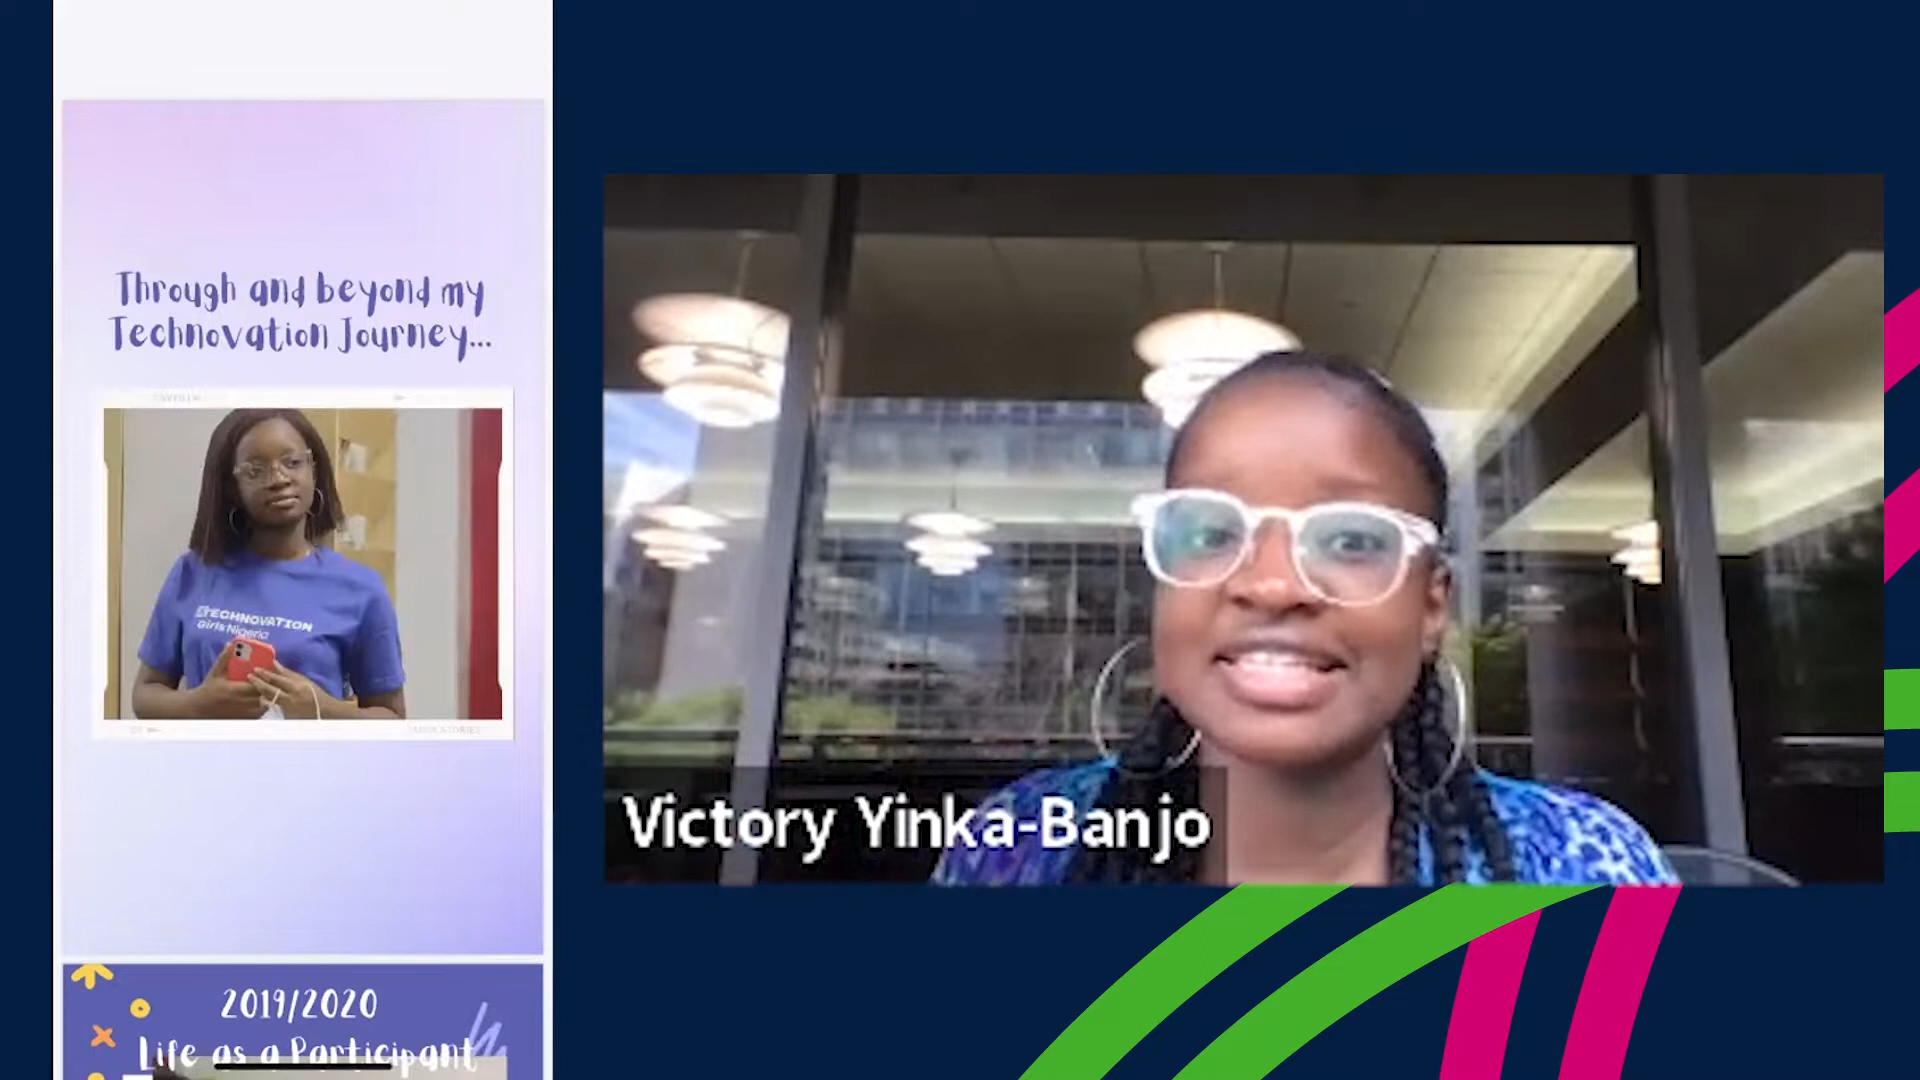 Through and beyond my
Technovation Journey...
TECHNOVATION
Girls Nigeria
2019/2020
Life as a Participant
Victory Yinka-Banjo